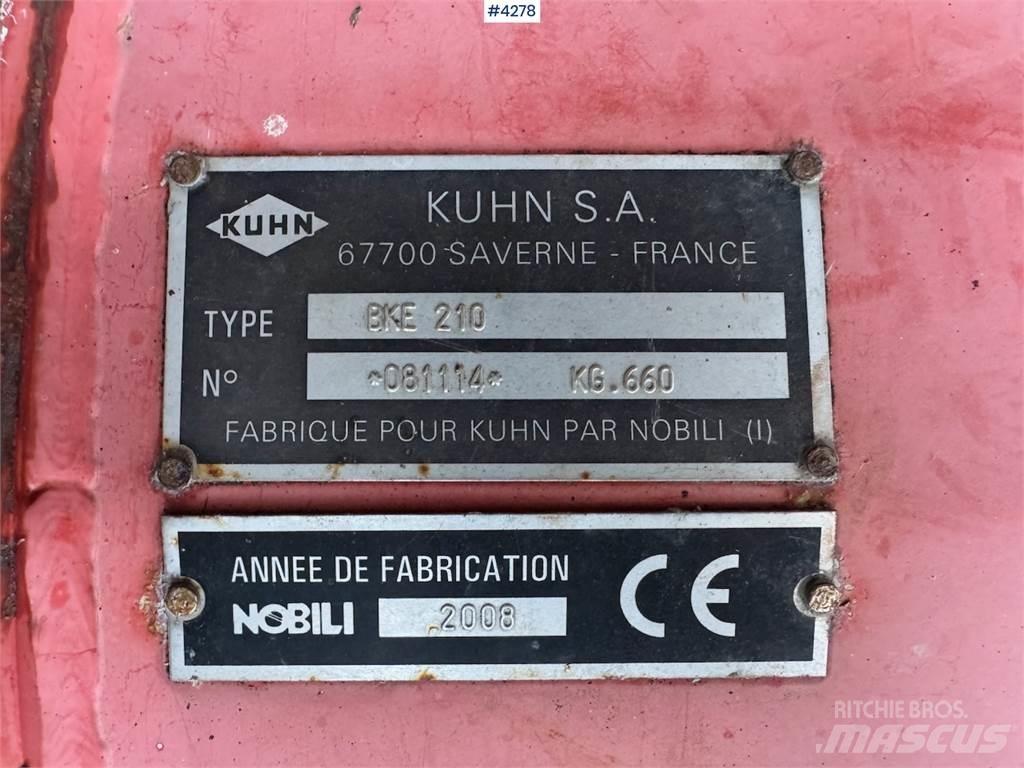 #4278
KUHN
KUHN S.A.
67700 SAVERNE - FRANCE
TYPE BKE 210
N° *081114* KG.660
FABRIQUE POUR KUHN PAR NOBILI (I)
ANNEE DE FABRICATION
NOBILI 2008
CE
RITCHIE BROS.
MASCUS